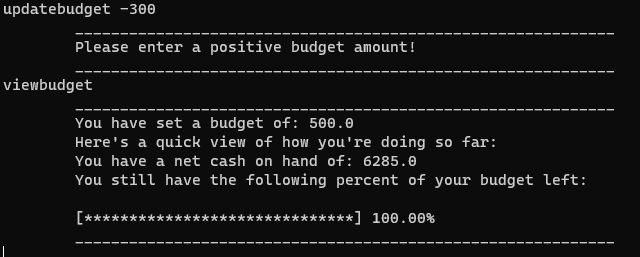 updatebudget -300
____________________________________________________________
Please enter a positive budget amount!
____________________________________________________________
viewbudget
____________________________________________________________
You have set a budget of: 500.0
Here's a quick view of how you're doing so far:
You have a net cash on hand of: 6285.0
You still have the following percent of your budget left:
[******************************] 100.00%
____________________________________________________________